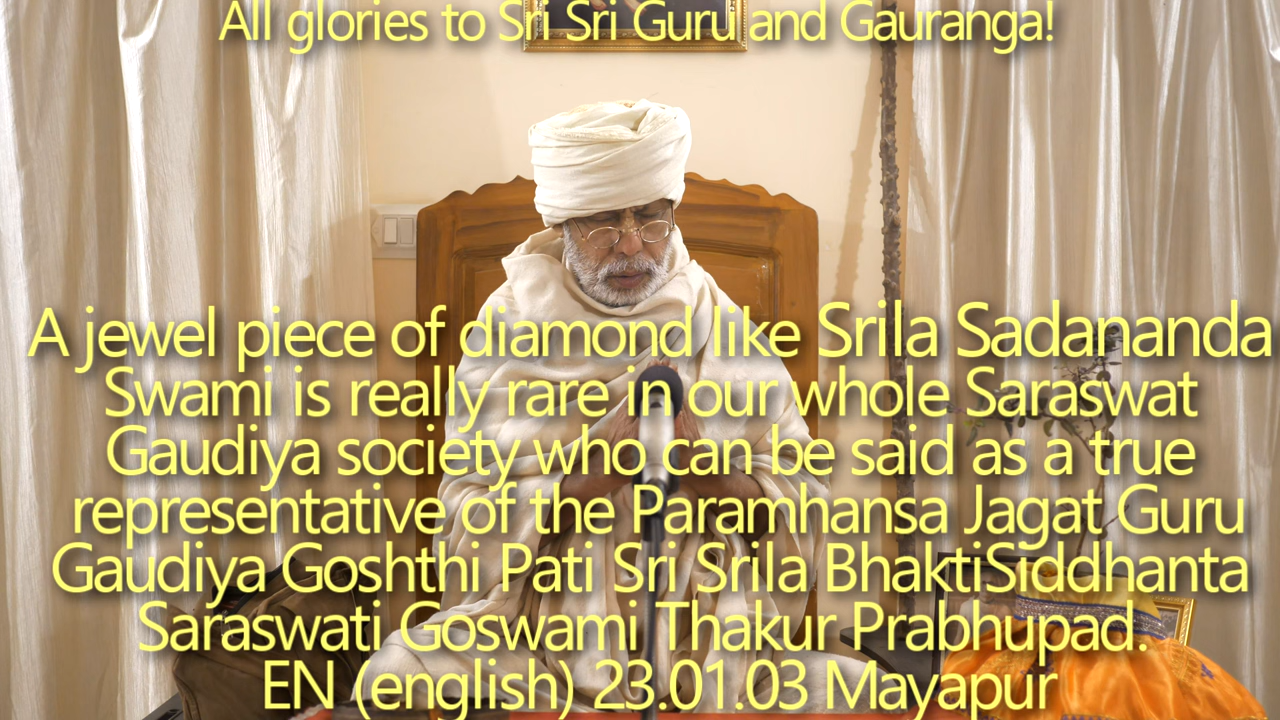 All glories to Sri Sri Guru and Gauranga!
A jewel piece of diamond like Srila Sadananda
Swami is really rare in our whole Saraswat
Gaudiya society who can be said as a true
representative of the Paramhansa Jagat Guru
Gaudiya Goshthi Pati Sri Srila BhaktiSiddhanta
Saraswati Goswami Thakur Prabhupad.
EN (english) 23.01.03 Mayapur